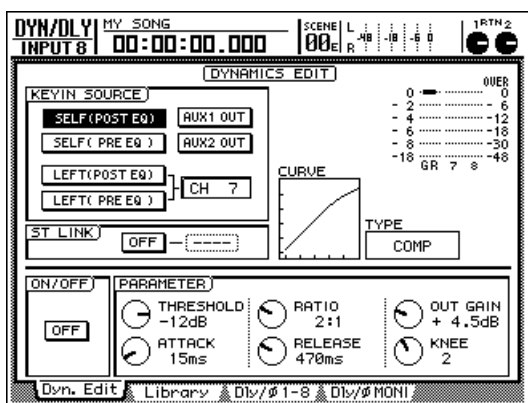 DYN/DLY MY SONG SCENE L -48 -18 -6 0 1RTN2
INPUT 8 00:00:00.000 00E R
DYNAMICS EDIT
KEYIN SOURCE
SELF(POST EQ) AUX1 OUT
SELF( PRE EQ ) AUX2 OUT
LEFT(POST EQ)
CH 7
LEFT( PRE EQ )
ST LINK
OFF – (----)
OVER
0 0
- 2 - 6
- 4 -12
- 6 -18
- 8 -30
-18 -48
GR 7 8
CURVE
TYPE
COMP
ON/OFF
OFF
PARAMETER
THRESHOLD
-12dB
RATIO
2:1
OUT GAIN
+ 4.5dB
ATTACK
15ms
RELEASE
470ms
KNEE
2
Dyn. Edit Library Dly/ø1-8 Dly/øMONI